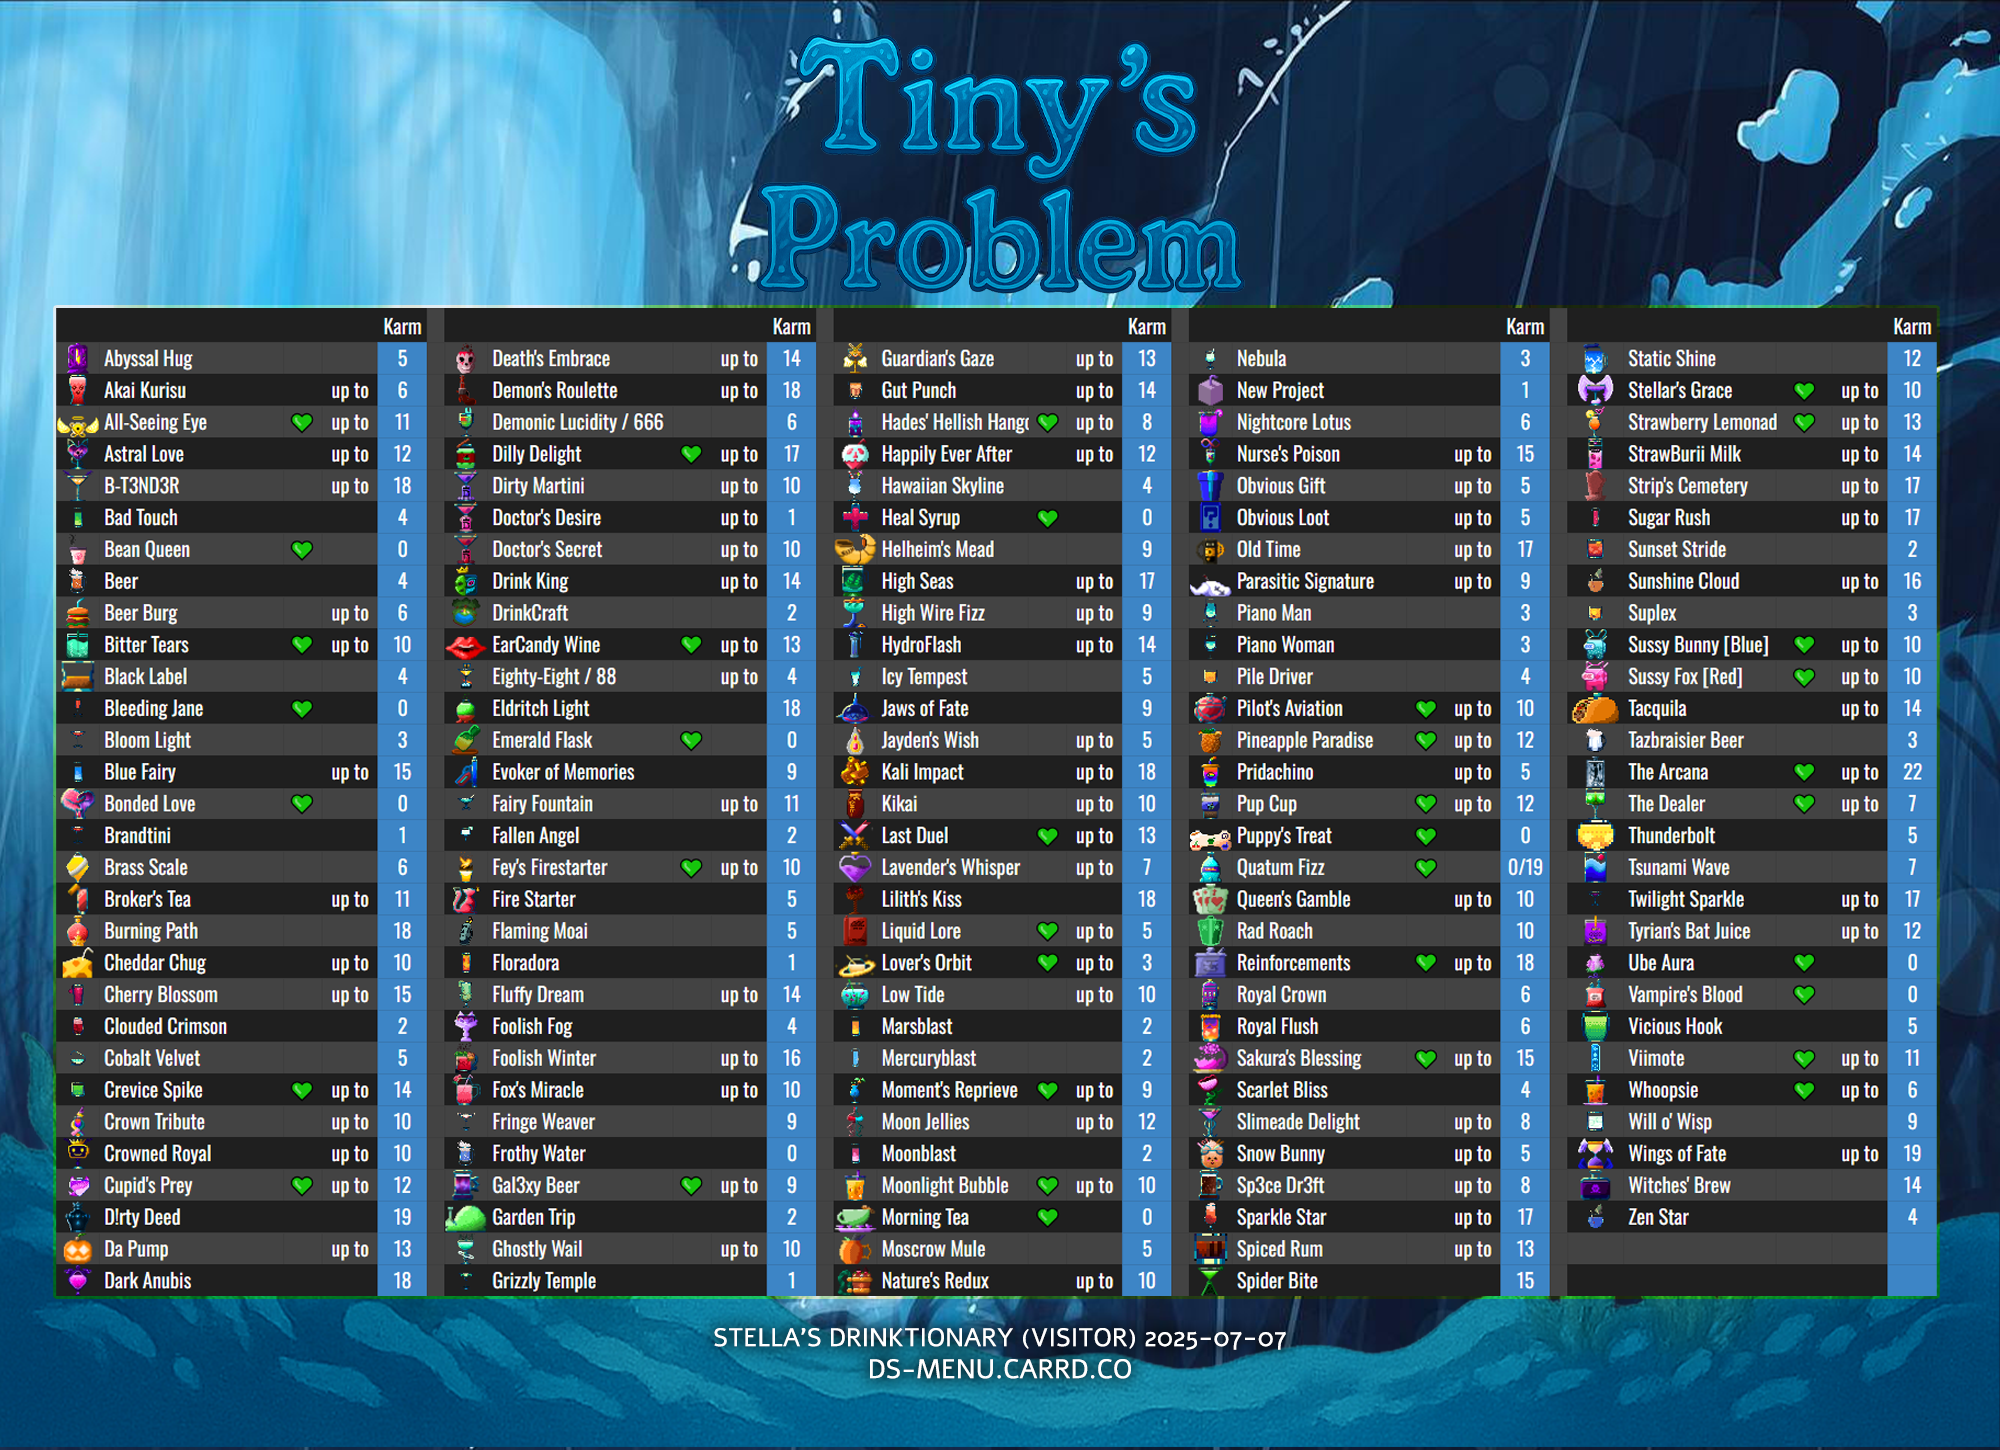 Tiny's
Problem
Karm
Abyssal Hug 5
Akai Kurisu up to 6
All-Seeing Eye up to 11
Astral Love up to 12
B-T3ND3R up to 18
Bad Touch 4
Bean Queen 0
Beer 4
Beer Burg up to 6
Bitter Tears up to 10
Black Label 4
Bleeding Jane 0
Bloom Light 3
Blue Fairy up to 15
Bonded Love 0
Brandtini 1
Brass Scale 6
Broker's Tea up to 11
Burning Path 18
Cheddar Chug up to 10
Cherry Blossom up to 15
Clouded Crimson 2
Cobalt Velvet 5
Crevice Spike up to 14
Crown Tribute up to 10
Crowned Royal up to 10
Cupid's Prey up to 12
D!rty Deed 19
Da Pump up to 13
Dark Anubis 18
Karm
Death's Embrace up to 14
Demon's Roulette up to 18
Demonic Lucidity / 666 6
Dilly Delight up to 17
Dirty Martini up to 10
Doctor's Desire up to 1
Doctor's Secret up to 10
Drink King up to 14
DrinkCraft 2
EarCandy Wine up to 13
Eighty-Eight / 88 up to 4
Eldritch Light 18
Emerald Flask 0
Evoker of Memories 9
Fairy Fountain up to 11
Fallen Angel 2
Fey's Firestarter up to 10
Fire Starter 5
Flaming Moai 5
Floradora 1
Fluffy Dream up to 14
Foolish Fog 4
Foolish Winter up to 16
Fox's Miracle up to 10
Fringe Weaver 9
Frothy Water 0
Gal3xy Beer up to 9
Garden Trip 2
Ghostly Wail up to 10
Grizzly Temple 1
Karm
Guardian's Gaze up to 13
Gut Punch up to 14
Hades' Hellish Hang up to 8
Happily Ever After up to 12
Hawaiian Skyline 4
Heal Syrup 0
Helheim's Mead 9
High Seas up to 17
High Wire Fizz up to 9
HydroFlash up to 14
Icy Tempest 5
Jaws of Fate 9
Jayden's Wish up to 5
Kali Impact up to 18
Kikai up to 10
Last Duel up to 13
Lavender's Whisper up to 7
Lilith's Kiss 18
Liquid Lore up to 5
Lover's Orbit up to 3
Low Tide up to 10
Marsblast 2
Mercuryblast 2
Moment's Reprieve up to 9
Moon Jellies up to 12
Moonblast 2
Moonlight Bubble up to 10
Morning Tea 0
Moscrow Mule 5
Nature's Redux up to 10
Karm
Nebula 3
New Project 1
Nightcore Lotus 6
Nurse's Poison up to 15
Obvious Gift up to 5
Obvious Loot up to 5
Old Time up to 17
Parasitic Signature up to 9
Piano Man 3
Piano Woman 3
Pile Driver 4
Pilot's Aviation up to 10
Pineapple Paradise up to 12
Pridachino up to 5
Pup Cup up to 12
Puppy's Treat 0
Quatum Fizz 0/19
Queen's Gamble up to 10
Rad Roach 10
Reinforcements up to 18
Royal Crown 6
Royal Flush 6
Sakura's Blessing up to 15
Scarlet Bliss 4
Slimeade Delight up to 8
Snow Bunny up to 5
Sp3ce Dr3ft up to 8
Sparkle Star up to 17
Spiced Rum up to 13
Spider Bite 15
Karm
Static Shine 12
Stellar's Grace up to 10
Strawberry Lemonad up to 13
StrawBurii Milk up to 14
Strip's Cemetery up to 17
Sugar Rush up to 17
Sunset Stride 2
Sunshine Cloud up to 16
Suplex 3
Sussy Bunny [Blue] up to 10
Sussy Fox [Red] up to 10
Tacquila up to 14
Tazbraisier Beer 3
The Arcana up to 22
The Dealer up to 7
Thunderbolt 5
Tsunami Wave 7
Twilight Sparkle up to 17
Tyrian's Bat Juice up to 12
Ube Aura 0
Vampire's Blood 0
Vicious Hook 5
Viimote up to 11
Whoopsie up to 6
Will o' Wisp 9
Wings of Fate up to 19
Witches' Brew 14
Zen Star 4
STELLA'S DRINKTIONARY (VISITOR) 2025-07-07
DS-MENU.CARRD.CO